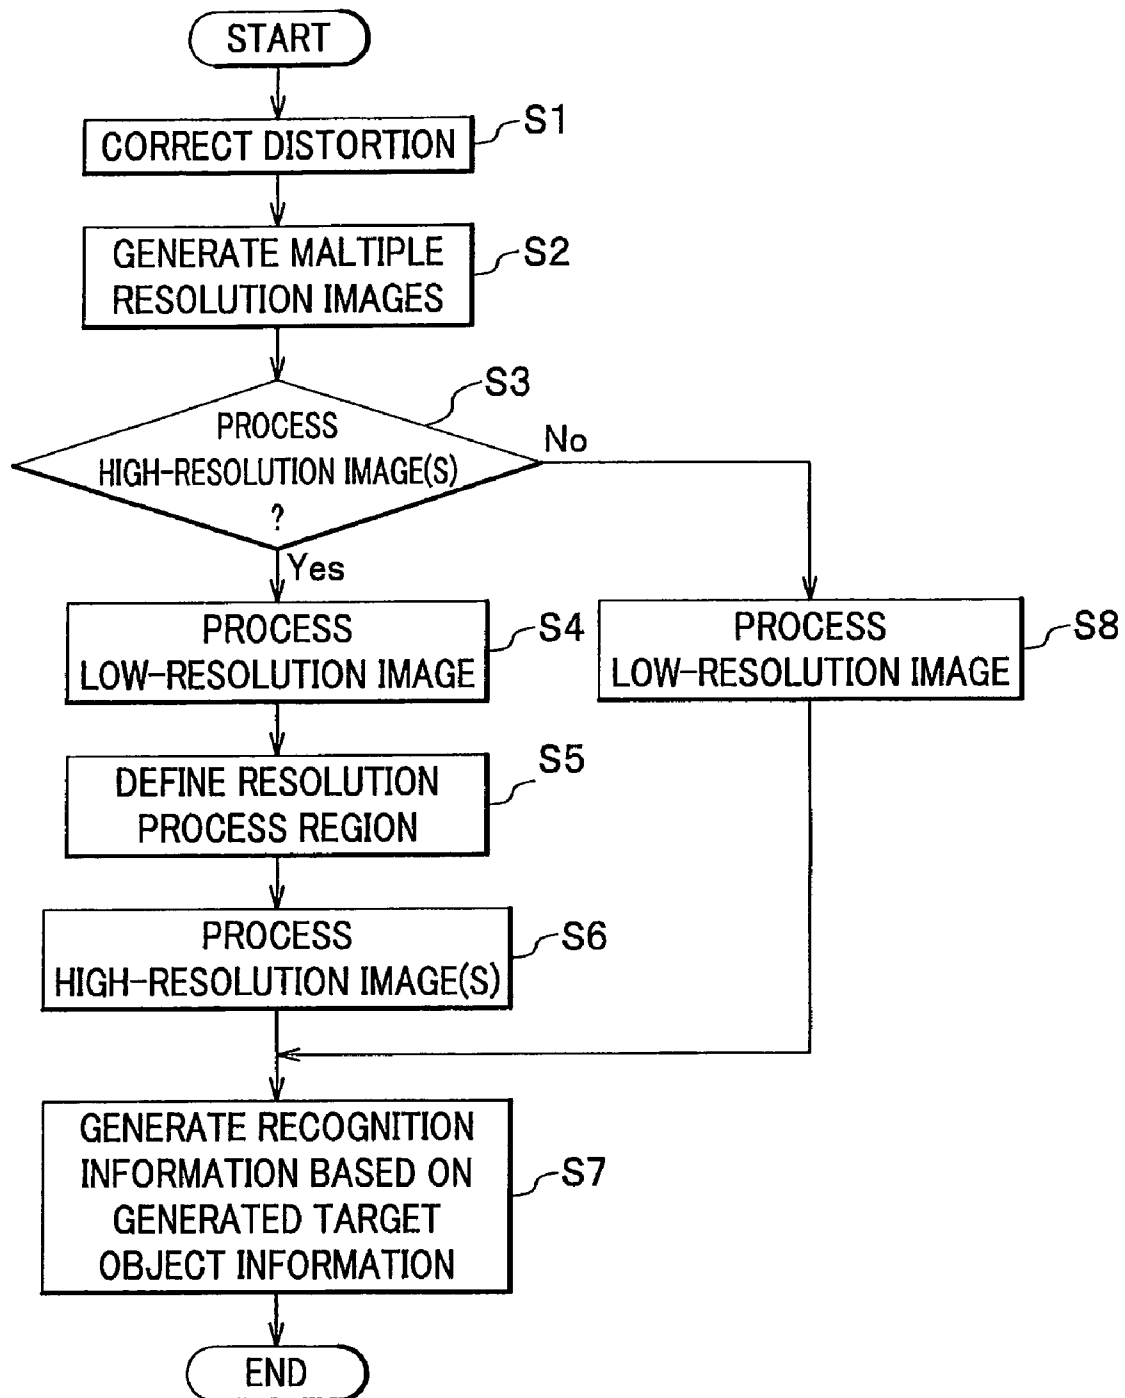 START
CORRECT DISTORTION
S1
GENERATE MALTIPLE
RESOLUTION IMAGES
S2
S3
PROCESS
HIGH-RESOLUTION IMAGE(S)
?
No
Yes
PROCESS
LOW-RESOLUTION IMAGE
S4
PROCESS
LOW-RESOLUTION IMAGE
S8
DEFINE RESOLUTION
PROCESS REGION
S5
PROCESS
HIGH-RESOLUTION IMAGE(S)
S6
GENERATE RECOGNITION
INFORMATION BASED ON
GENERATED TARGET
OBJECT INFORMATION
S7
END